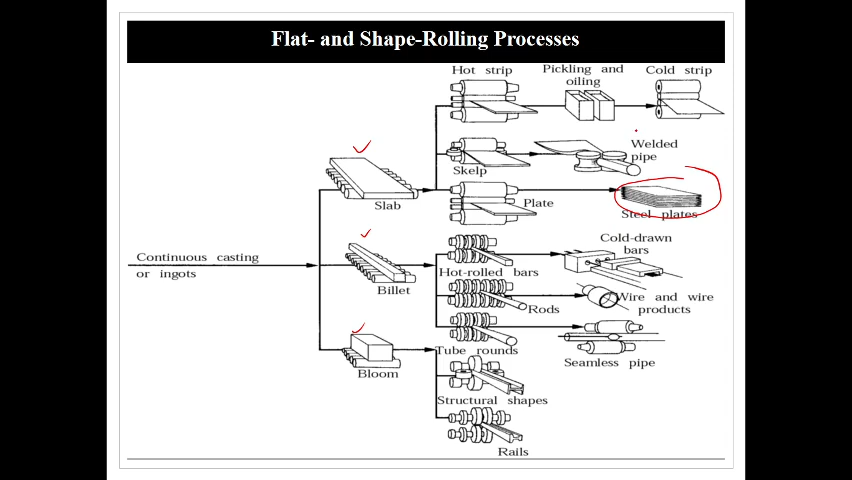 Flat- and Shape-Rolling Processes
Hot strip
Pickling and
oiling
Cold strip
Skelp
Welded
pipe
Slab
Plate
Steel plates
Continuous casting
or ingots
Billet
Hot-rolled bars
Cold-drawn
bars
Rods
Wire and wire
products
Tube rounds
Seamless pipe
Bloom
Structural shapes
Rails